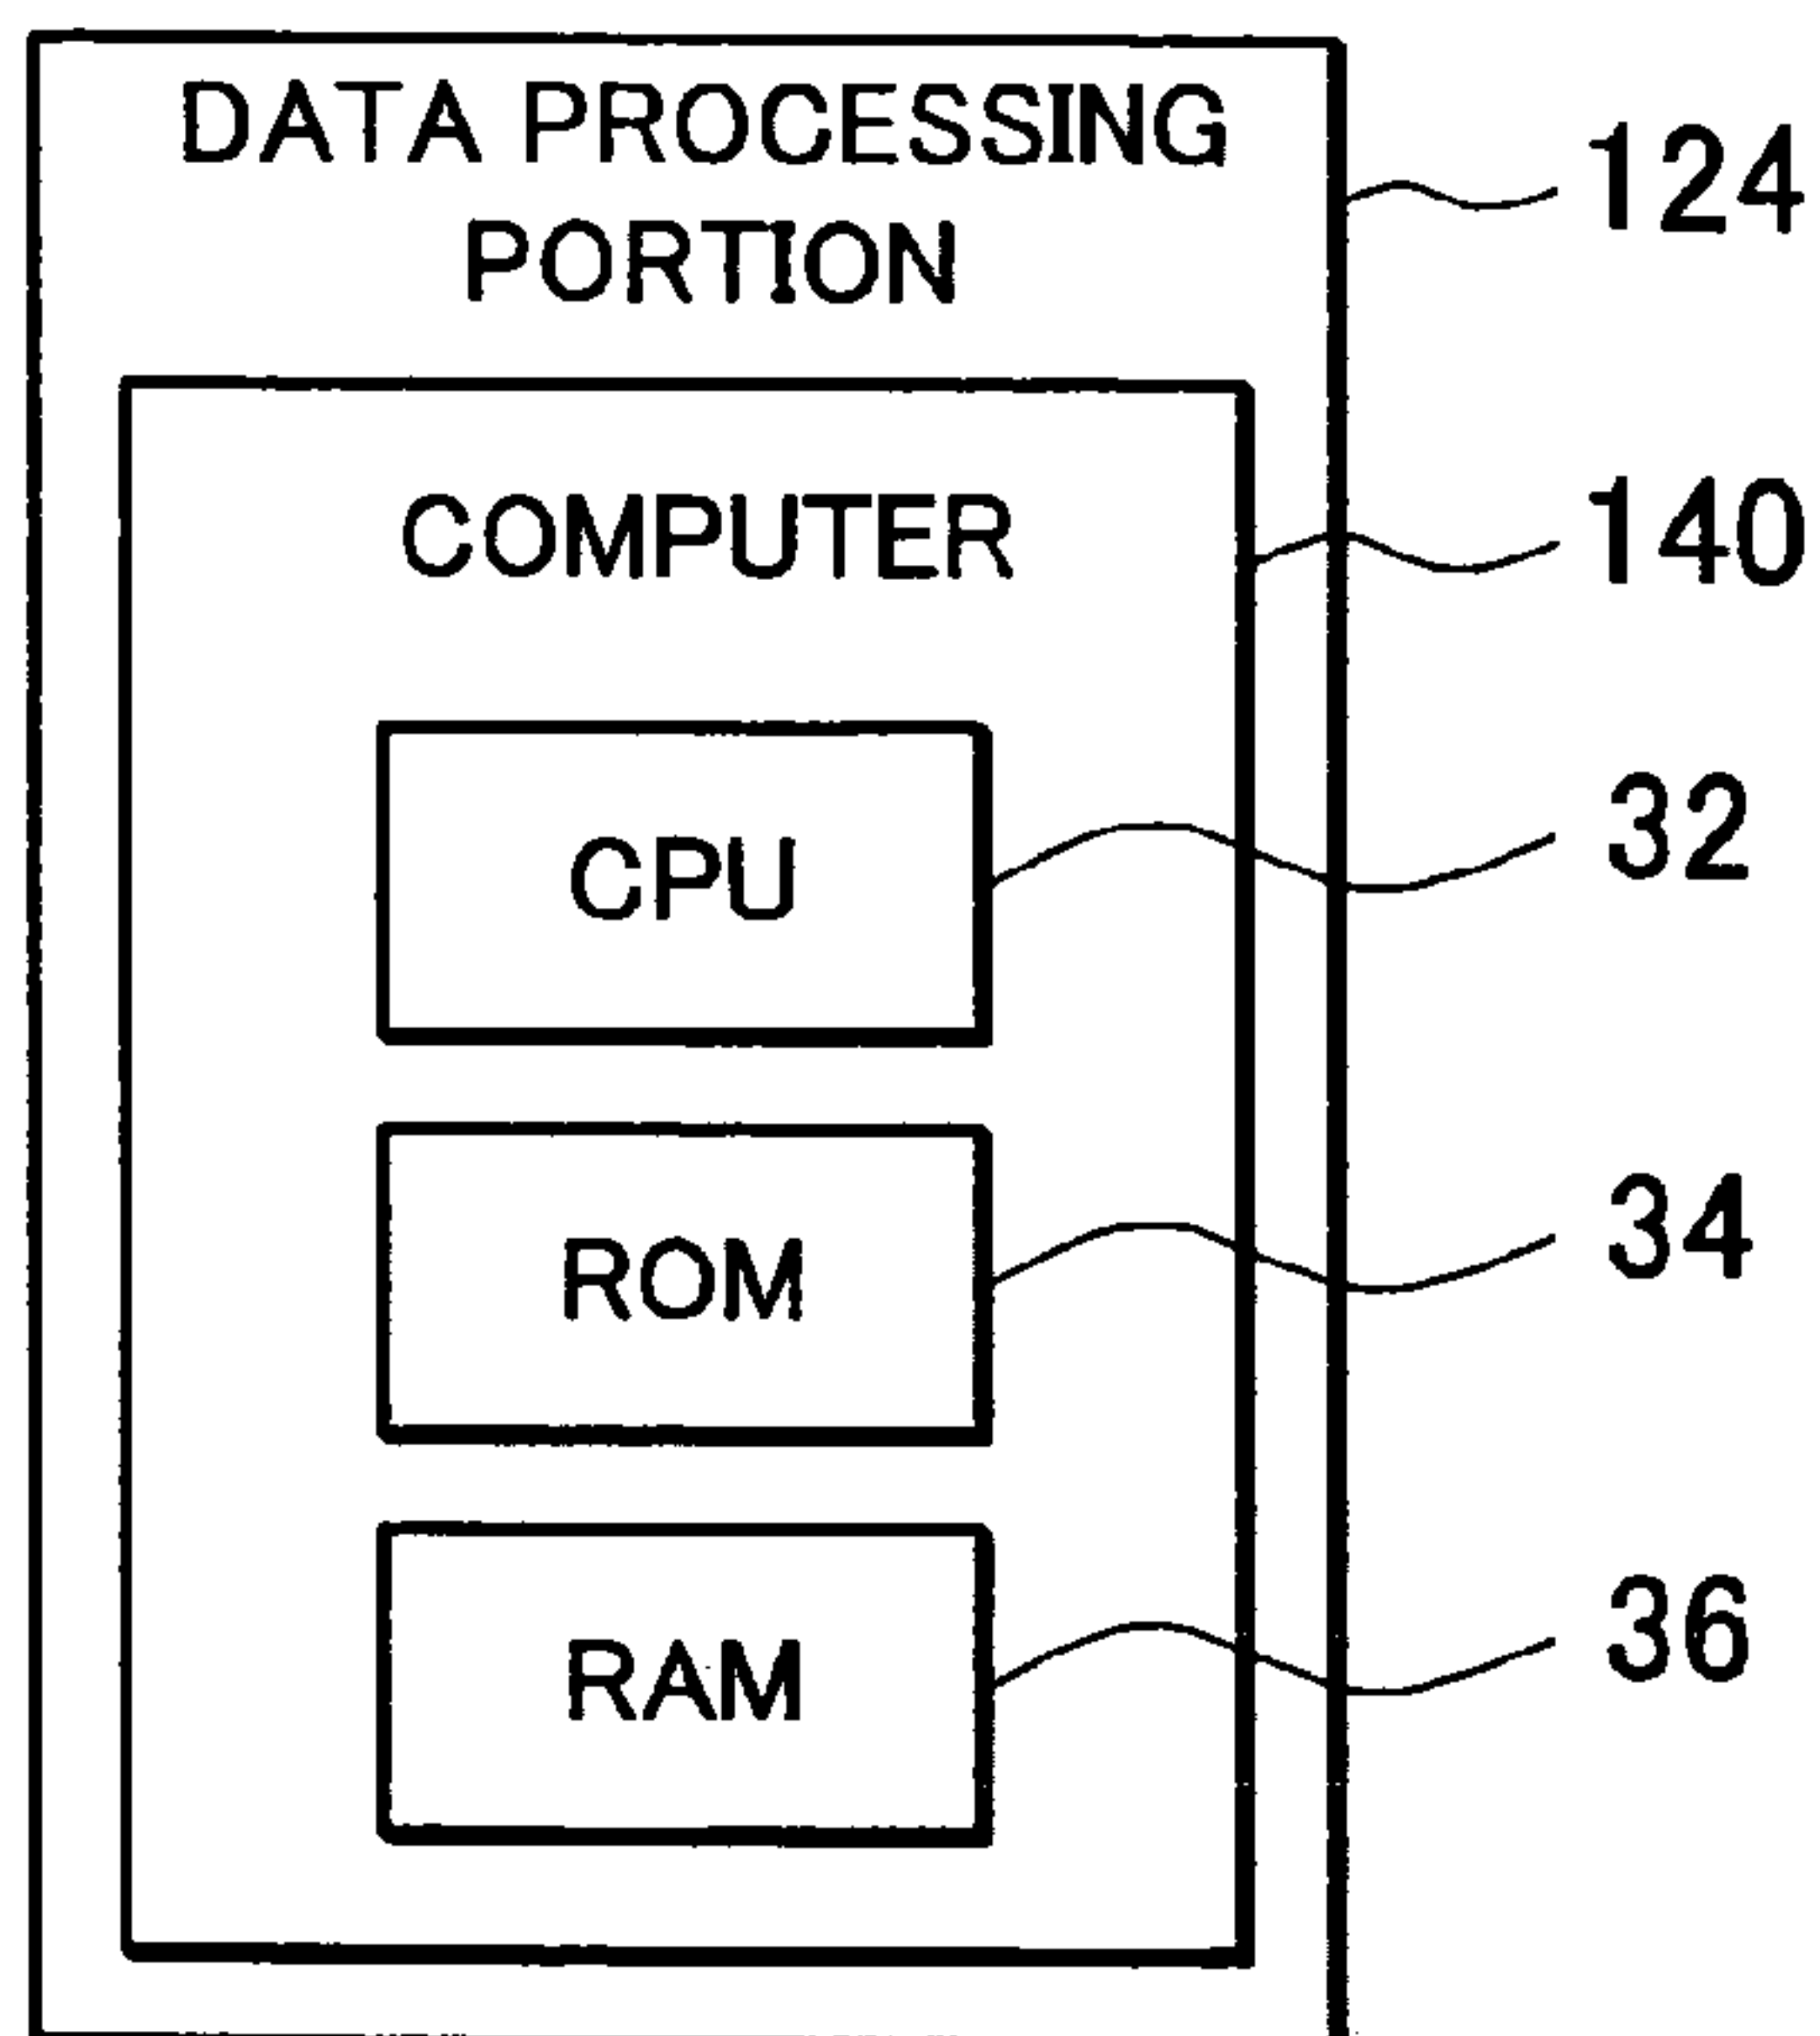 DATA PROCESSING
PORTION
124
COMPUTER
140
CPU
32
ROM
34
RAM
36